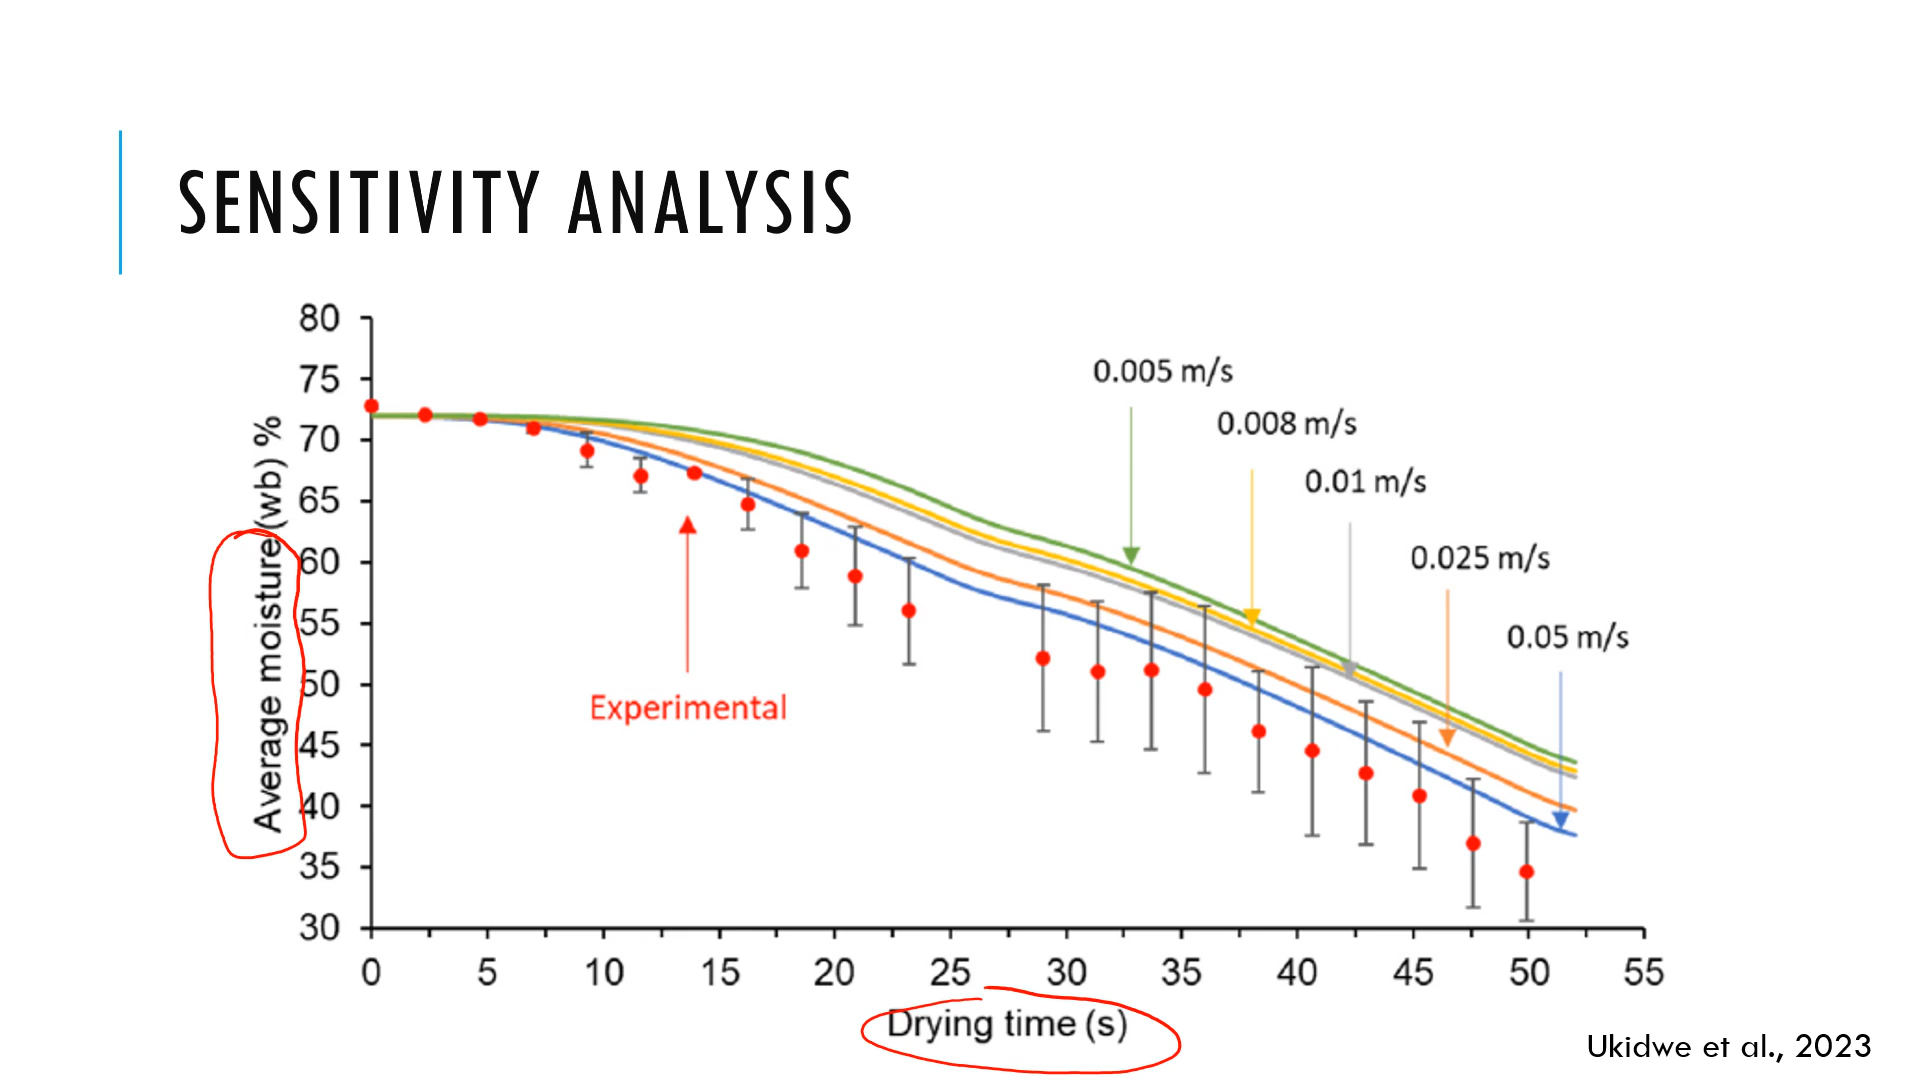 SENSITIVITY ANALYSIS
80
75
70
65
60
55
50
45
40
35
30
Average moisture (wb) %
0.005 m/s
0.008 m/s
0.01 m/s
0.025 m/s
0.05 m/s
Experimental
0 5 10 15 20 25 30 35 40 45 50 55
Drying time (s)
Ukidwe et al., 2023